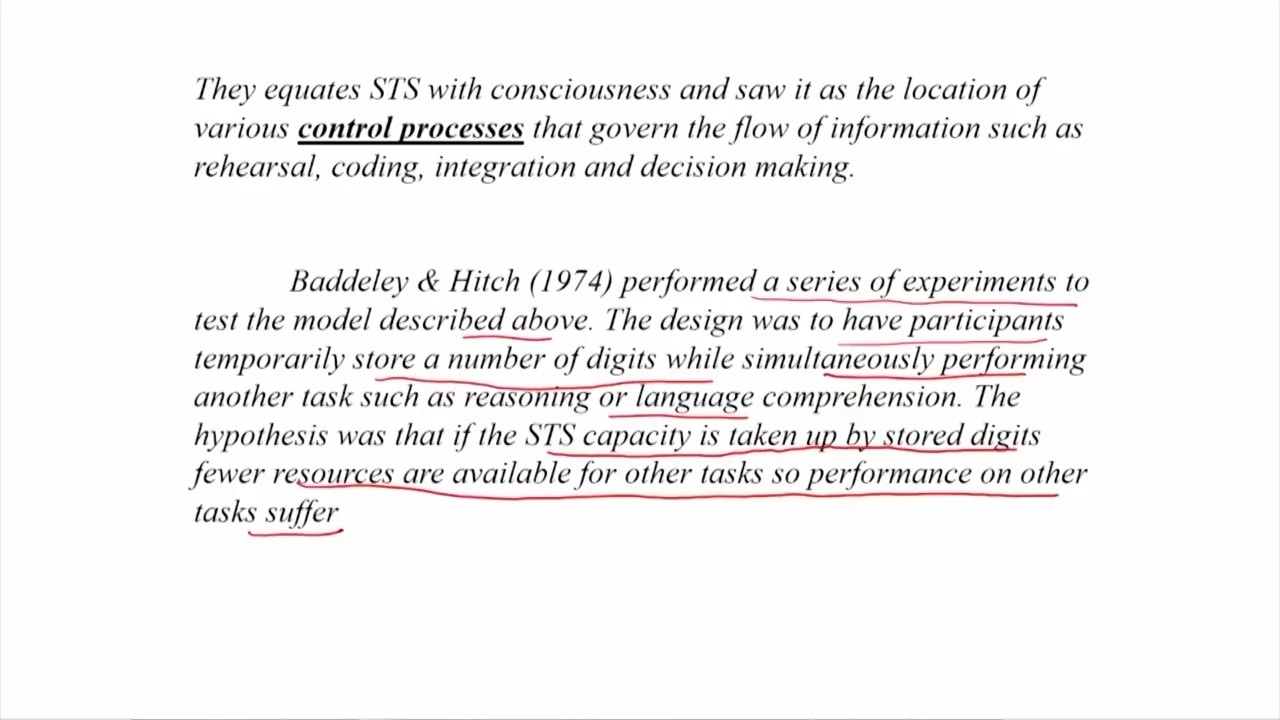 They equates STS with consciousness and saw it as the location of
various control processes that govern the flow of information such as
rehearsal, coding, integration and decision making.
Baddeley & Hitch (1974) performed a series of experiments to
test the model described above. The design was to have participants
temporarily store a number of digits while simultaneously performing
another task such as reasoning or language comprehension. The
hypothesis was that if the STS capacity is taken up by stored digits
fewer resources are available for other tasks so performance on other
tasks suffer